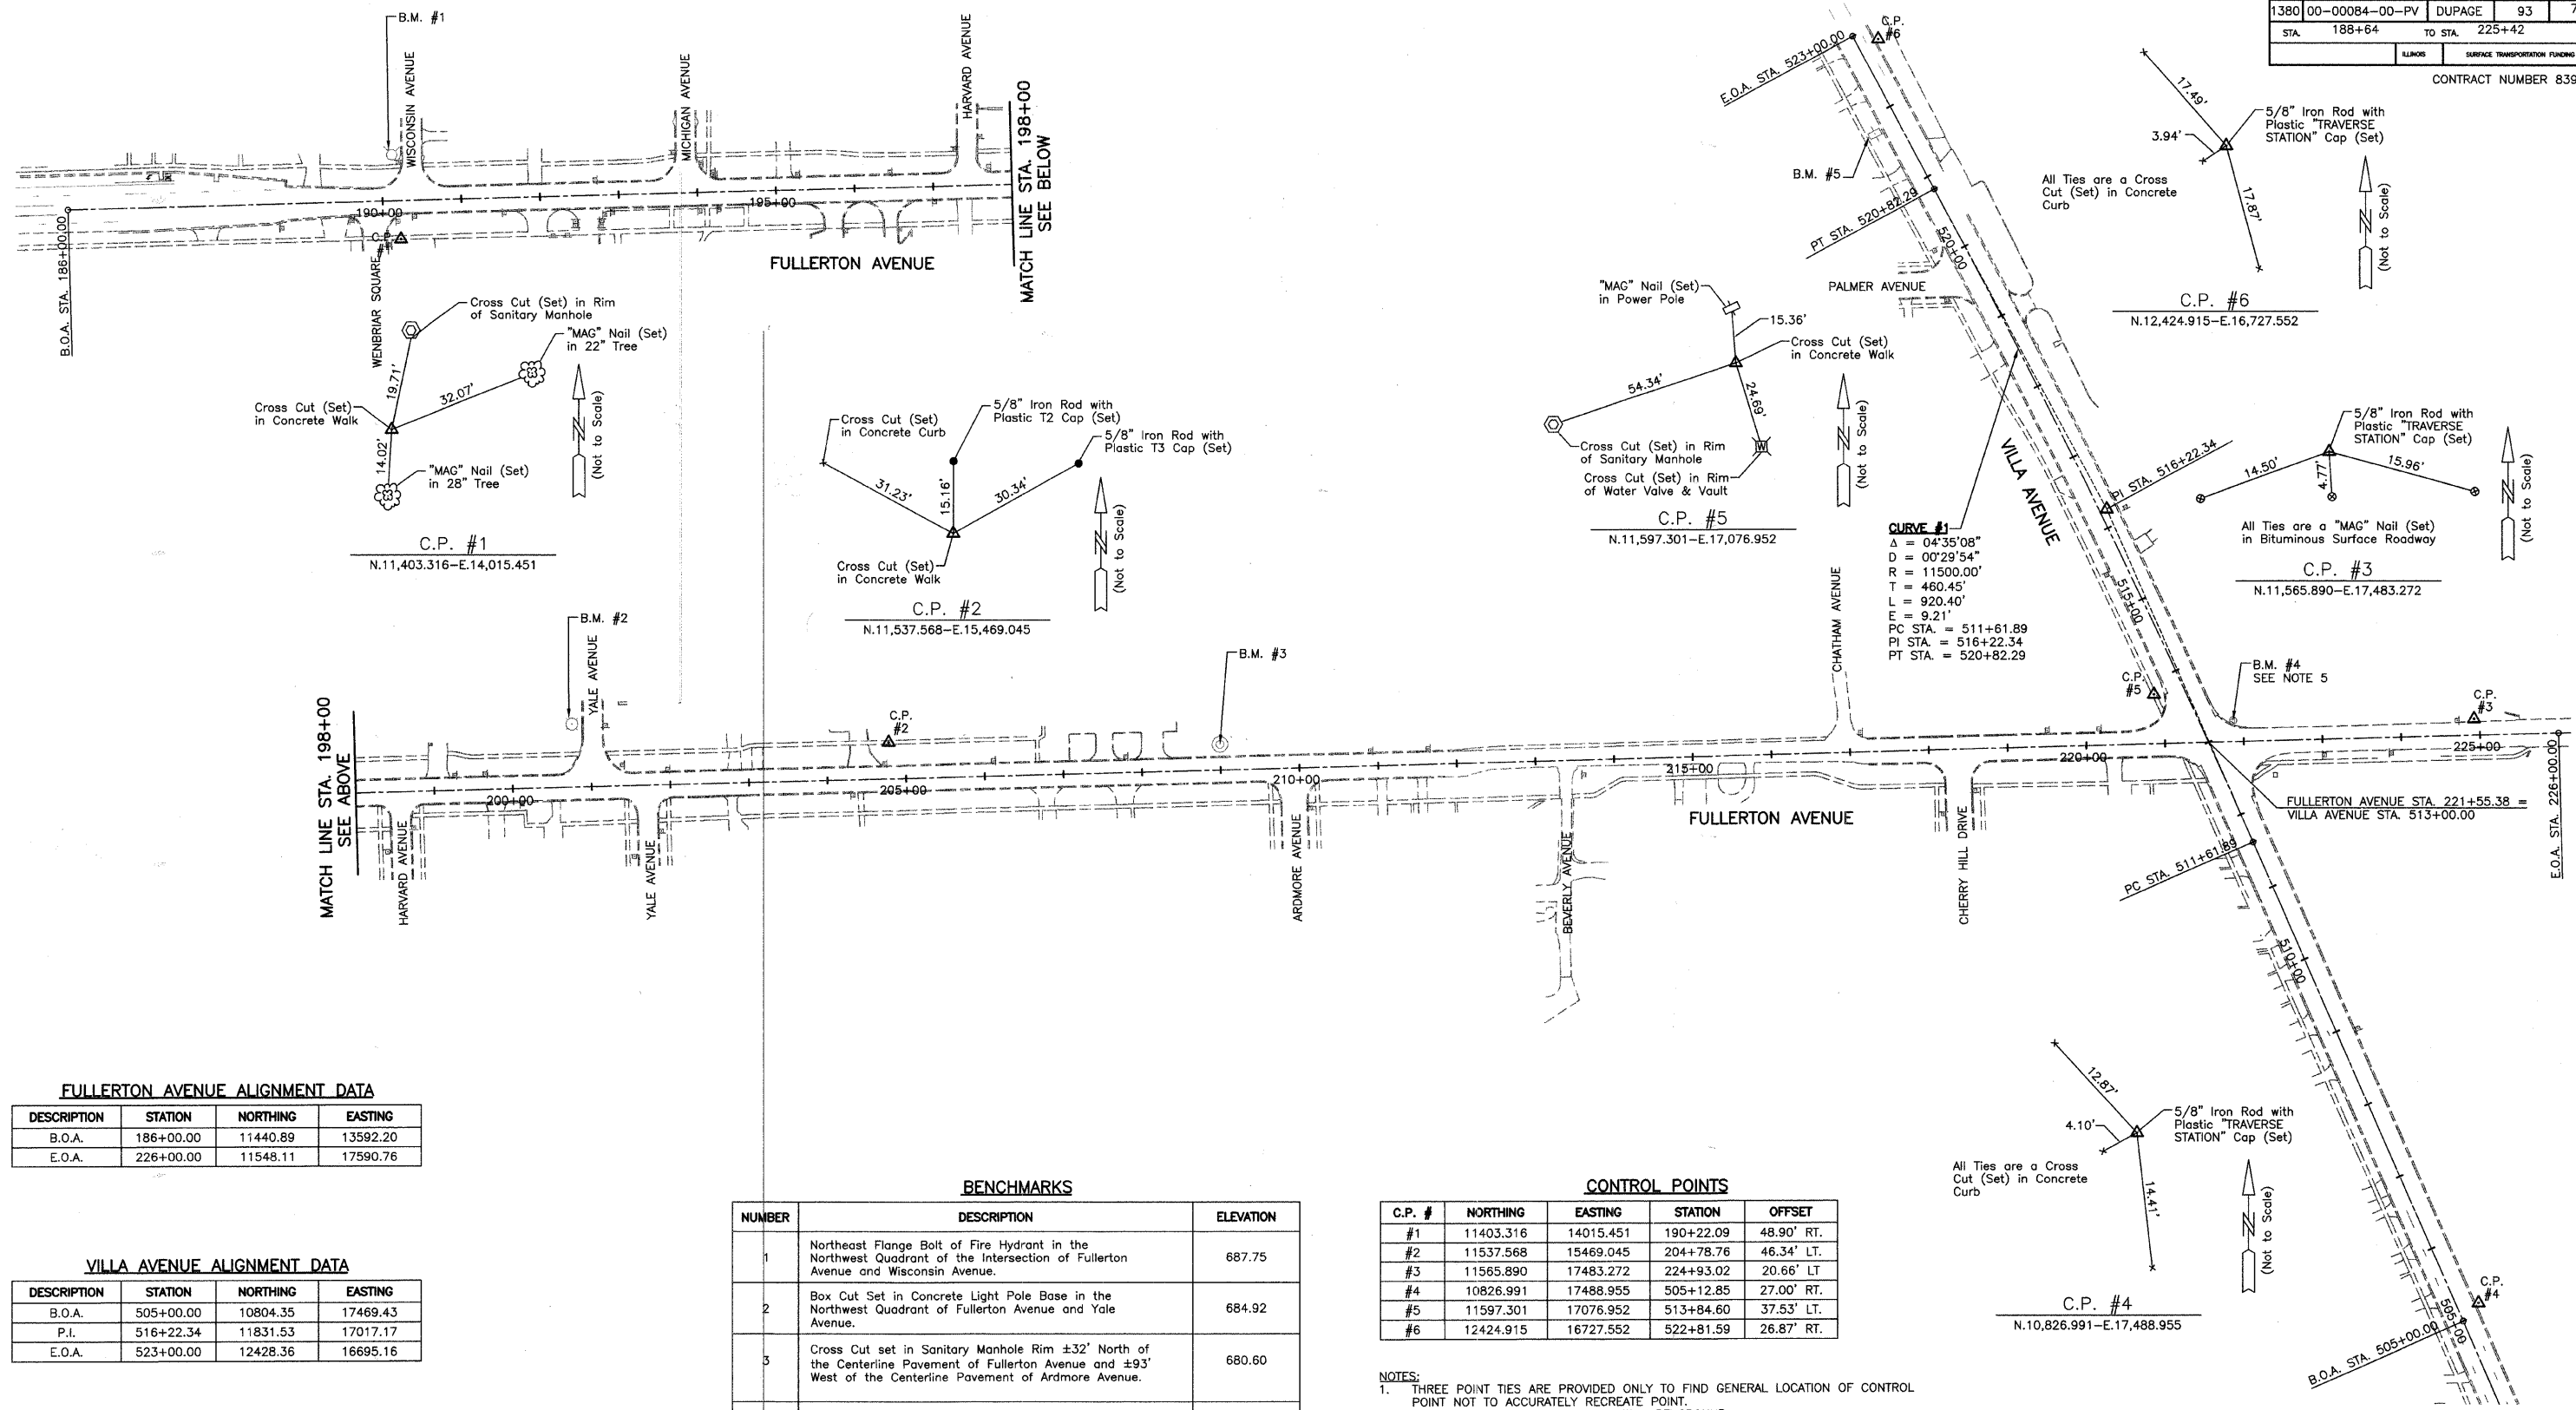 1380 00-00084-00-PV DUPAGE 93
STA. 188+64 TO STA. 225+42
ILLINOIS SURFACE TRANSPORTATION FUNDING
CONTRACT NUMBER 839
B.M. #1
WISCONSIN AVENUE
MICHIGAN AVENUE
HARVARD AVENUE
MATCH LINE STA. 198+00
SEE BELOW
190+00
195+00
C.P.
#1
WENBRIAR SQUARE
B.O.A. STA. 186+00.00
FULLERTON AVENUE
Cross Cut (Set) in Rim
of Sanitary Manhole
"MAG" Nail (Set)
in 22" Tree
19.71'
32.07'
Cross Cut (Set)
in Concrete Walk
14.02'
"MAG" Nail (Set)
in 28" Tree
N
(Not to Scale)
C.P. #1
N.11,403.316-E.14,015.451
Cross Cut (Set)
in Concrete Curb
5/8" Iron Rod with
Plastic T2 Cap (Set)
5/8" Iron Rod with
Plastic T3 Cap (Set)
31.23'
15.16'
30.34'
Cross Cut (Set)
in Concrete Walk
N
(Not to Scale)
C.P. #2
N.11,537.568-E.15,469.045
"MAG" Nail (Set)
in Power Pole
15.36'
Cross Cut (Set)
in Concrete Walk
54.34'
24.69'
W
Cross Cut (Set) in Rim
of Sanitary Manhole
Cross Cut (Set) in Rim
of Water Valve & Vault
N
(Not to Scale)
C.P. #5
N.11,597.301-E.17,076.952
E.O.A. STA. 523+00.00
C.P.
#6
B.M. #5
PT STA. 520+82.29
520+00
PALMER AVENUE
VILLA AVENUE
PI STA. 516+22.34
515+00
CURVE #1
Δ = 04°35'08"
D = 00°29'54"
R = 11500.00'
T = 460.45'
L = 920.40'
E = 9.21'
PC STA. = 511+61.89
PI STA. = 516+22.34
PT STA. = 520+82.29
17.49'
3.94'
17.87'
5/8" Iron Rod with
Plastic "TRAVERSE
STATION" Cap (Set)
All Ties are a Cross
Cut (Set) in Concrete
Curb
N
(Not to Scale)
C.P. #6
N.12,424.915-E.16,727.552
5/8" Iron Rod with
Plastic "TRAVERSE
STATION" Cap (Set)
14.50'
4.77'
15.96'
All Ties are a "MAG" Nail (Set)
in Bituminous Surface Roadway
N
(Not to Scale)
C.P. #3
N.11,565.890-E.17,483.272
B.M. #2
YALE AVENUE
MATCH LINE STA. 198+00
SEE ABOVE
200+00
HARVARD AVENUE
YALE AVENUE
C.P.
#2
205+00
B.M. #3
210+00
ARDMORE AVENUE
BEVERLY AVENUE
215+00
FULLERTON AVENUE
CHATHAM AVENUE
CHERRY HILL DRIVE
220+00
C.P.
#5
B.M. #4
SEE NOTE 5
C.P.
#3
225+00
E.O.A. STA. 226+00.00
FULLERTON AVENUE STA. 221+55.38 =
VILLA AVENUE STA. 513+00.00
PC STA. 511+61.89
510+00
12.87'
4.10'
14.41'
5/8" Iron Rod with
Plastic "TRAVERSE
STATION" Cap (Set)
All Ties are a Cross
Cut (Set) in Concrete
Curb
N
(Not to Scale)
C.P. #4
N.10,826.991-E.17,488.955
C.P.
#4
505+00
B.O.A. STA. 505+00.00
FULLERTON AVENUE ALIGNMENT DATA
DESCRIPTION STATION NORTHING EASTING
B.O.A. 186+00.00 11440.89 13592.20
E.O.A. 226+00.00 11548.11 17590.76
VILLA AVENUE ALIGNMENT DATA
DESCRIPTION STATION NORTHING EASTING
B.O.A. 505+00.00 10804.35 17469.43
P.I. 516+22.34 11831.53 17017.17
E.O.A. 523+00.00 12428.36 16695.16
BENCHMARKS
NUMBER DESCRIPTION ELEVATION
1 Northeast Flange Bolt of Fire Hydrant in the
Northwest Quadrant of the Intersection of Fullerton
Avenue and Wisconsin Avenue. 687.75
2 Box Cut Set in Concrete Light Pole Base in the
Northwest Quadrant of Fullerton Avenue and Yale
Avenue. 684.92
3 Cross Cut set in Sanitary Manhole Rim ±32' North of
the Centerline Pavement of Fullerton Avenue and ±93'
West of the Centerline Pavement of Ardmore Avenue. 680.60
CONTROL POINTS
C.P. # NORTHING EASTING STATION OFFSET
#1 11403.316 14015.451 190+22.09 48.90' RT.
#2 11537.568 15469.045 204+78.76 46.34' LT.
#3 11565.890 17483.272 224+93.02 20.66' LT
#4 10826.991 17488.955 505+12.85 27.00' RT.
#5 11597.301 17076.952 513+84.60 37.53' LT.
#6 12424.915 16727.552 522+81.59 26.87' RT.
NOTES:
1. THREE POINT TIES ARE PROVIDED ONLY TO FIND GENERAL LOCATION OF CONTROL
POINT NOT TO ACCURATELY RECREATE POINT.